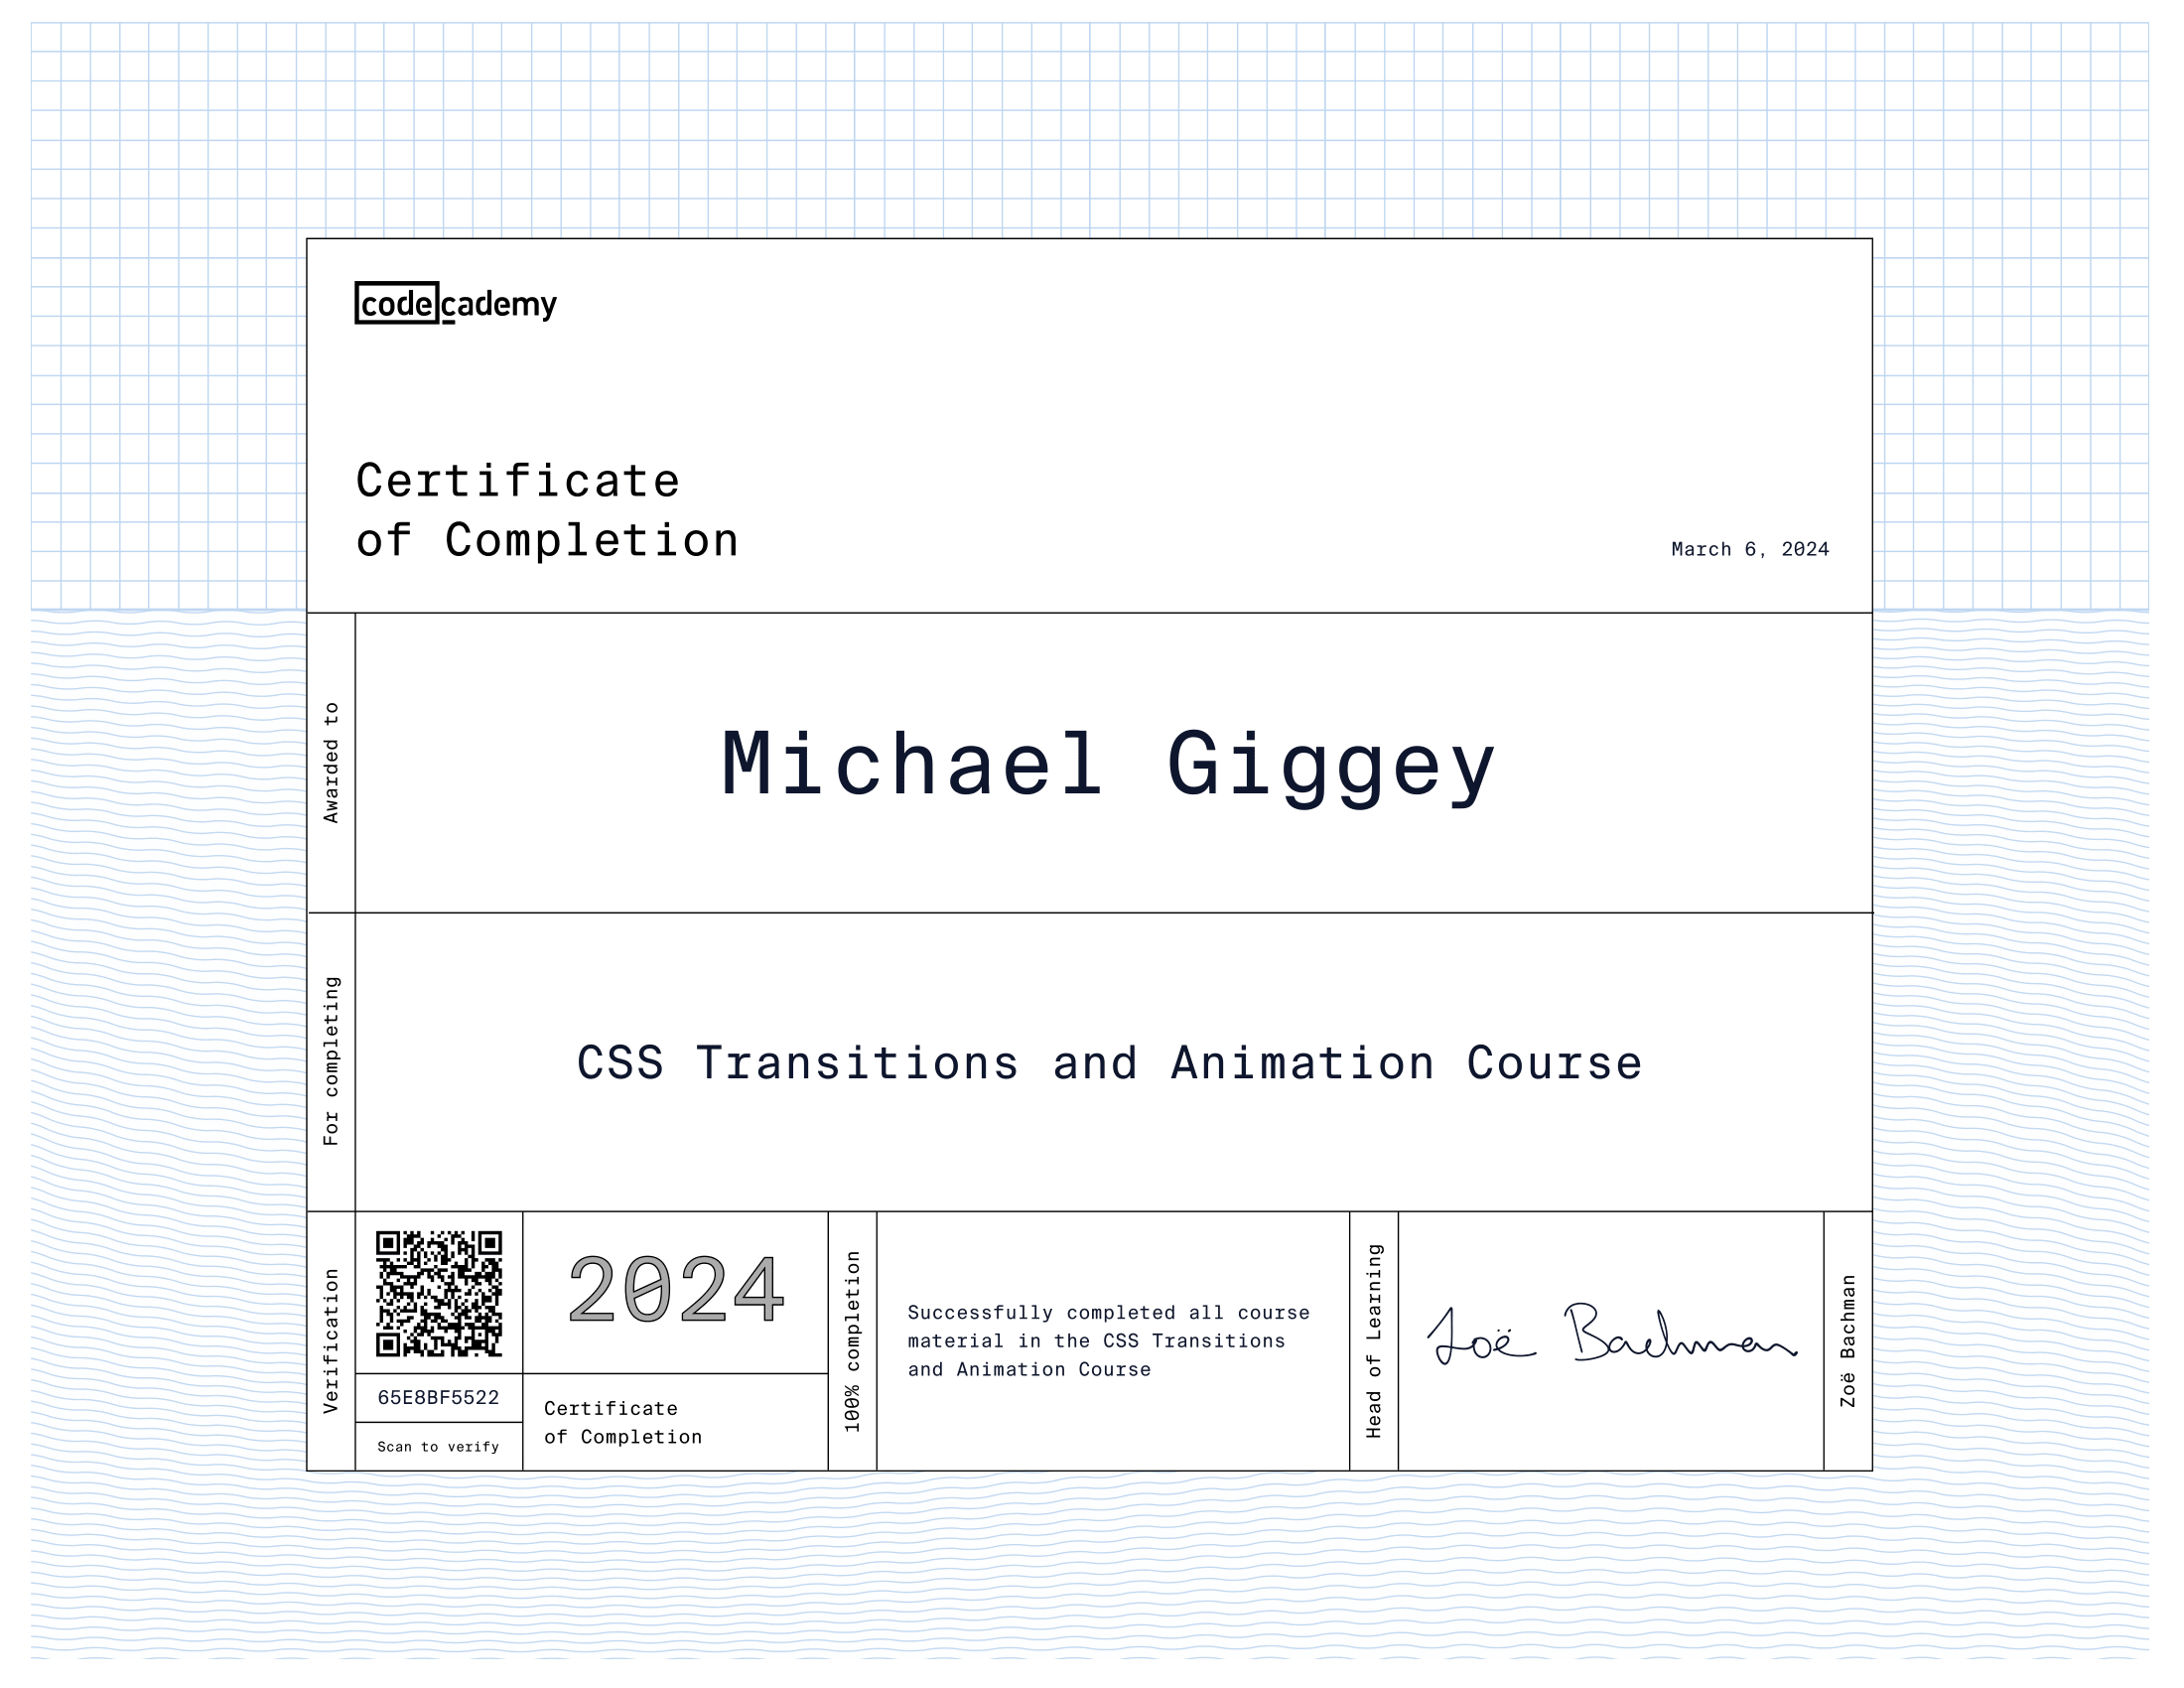 codecademy
Certificate
of Completion
March 6, 2024
Awarded to
Michael Giggey
For completing
CSS Transitions and Animation Course
Verification
65E8BF5522
Scan to verify
2024
Certificate
of Completion
100% completion
Successfully completed all course
material in the CSS Transitions
and Animation Course
Head of Learning
Zoë Bachman
Zoë Bachman